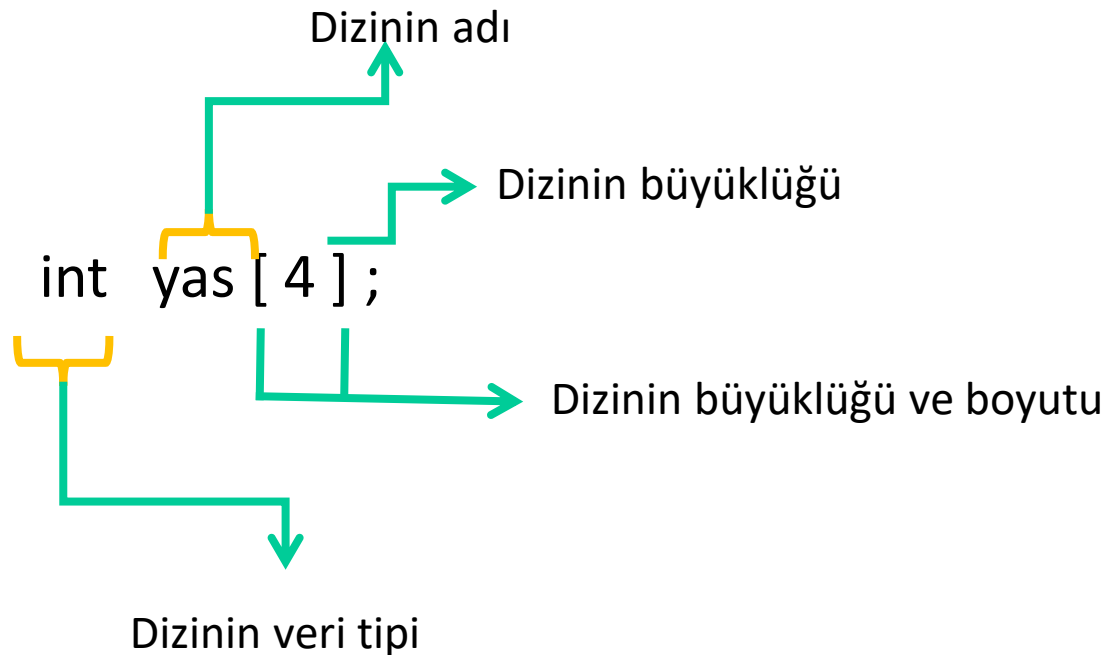 Dizinin adı
Dizinin büyüklüğü
int yas [ 4 ] ;
Dizinin büyüklüğü ve boyutu
Dizinin veri tipi